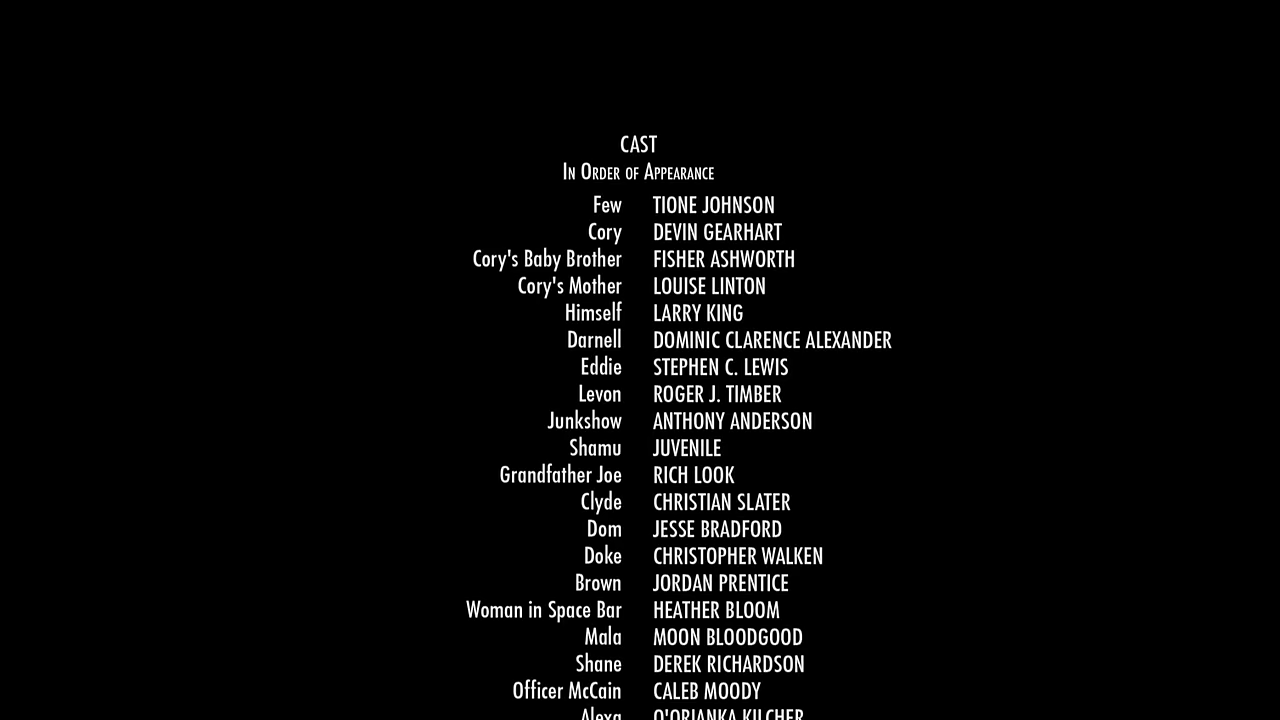 CAST
In Order of Appearance
Few TIONE JOHNSON
Cory DEVIN GEARHART
Cory's Baby Brother FISHER ASHWORTH
Cory's Mother LOUISE LINTON
Himself LARRY KING
Darnell DOMINIC CLARENCE ALEXANDER
Eddie STEPHEN C. LEWIS
Levon ROGER J. TIMBER
Junkshow ANTHONY ANDERSON
Shamu JUVENILE
Grandfather Joe RICH LOOK
Clyde CHRISTIAN SLATER
Dom JESSE BRADFORD
Doke CHRISTOPHER WALKEN
Brown JORDAN PRENTICE
Woman in Space Bar HEATHER BLOOM
Mala MOON BLOODGOOD
Shane DEREK RICHARDSON
Officer McCain CALEB MOODY
Alexa Q'ORIANKA KILCHER